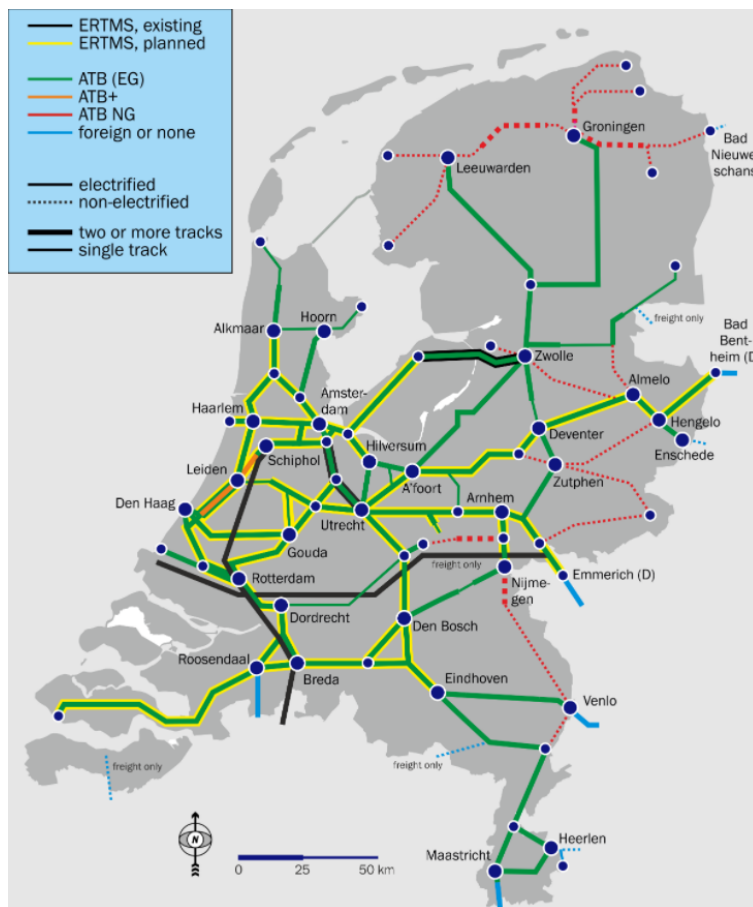 ERTMS, existing
ERTMS, planned
ATB (EG)
ATB+
ATB NG
foreign or none
electrified
non-electrified
two or more tracks
single track
Groningen
Leeuwarden
Bad
Nieuwe
schans
Alkmaar
Hoorn
freight only
Zwolle
Bad
Bent-
heim (D)
Almelo
Haarlem
Amster-
dam
Hengelo
Enschede
Deventer
Hilversum
Schiphol
Leiden
A'foort
Zutphen
Den Haag
Utrecht
Arnhem
Gouda
Rotterdam
freight only
Emmerich (D)
Nijme-
gen
Dordrecht
Den Bosch
Roosendaal
Breda
Eindhoven
Venlo
freight only
freight only
N
Heerlen
Maastricht
0 25 50 km